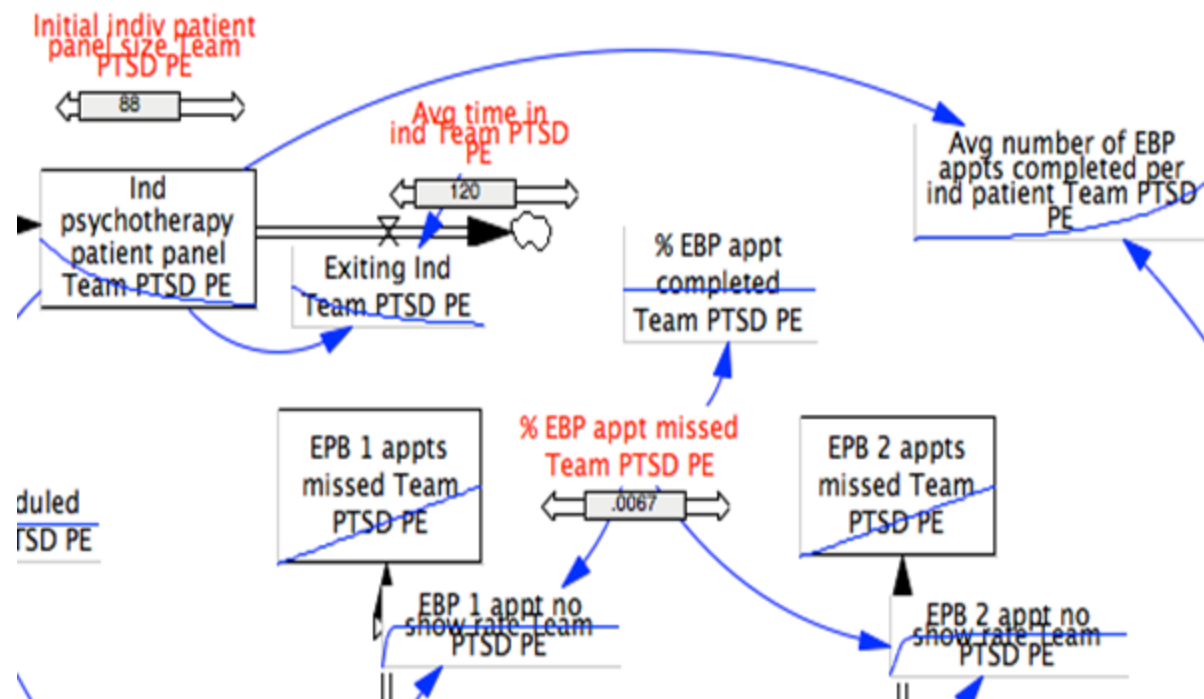 Initial indiv patient
panel size Team
PTSD PE
88
Avg time in
ind Team PTSD
PE
120
Avg number of EBP
appts completed per
ind patient Team PTSD
PE
Ind
psychotherapy
patient panel
Team PTSD PE
Exiting Ind
Team PTSD PE
% EBP appt
completed
Team PTSD PE
EPB 1 appts
missed Team
PTSD PE
% EBP appt missed
Team PTSD PE
.0067
EPB 2 appts
missed Team
PTSD PE
duled
TSD PE
EBP 1 appt no
show rate Team
PTSD PE
EPB 2 appt no
show rate Team
PTSD PE